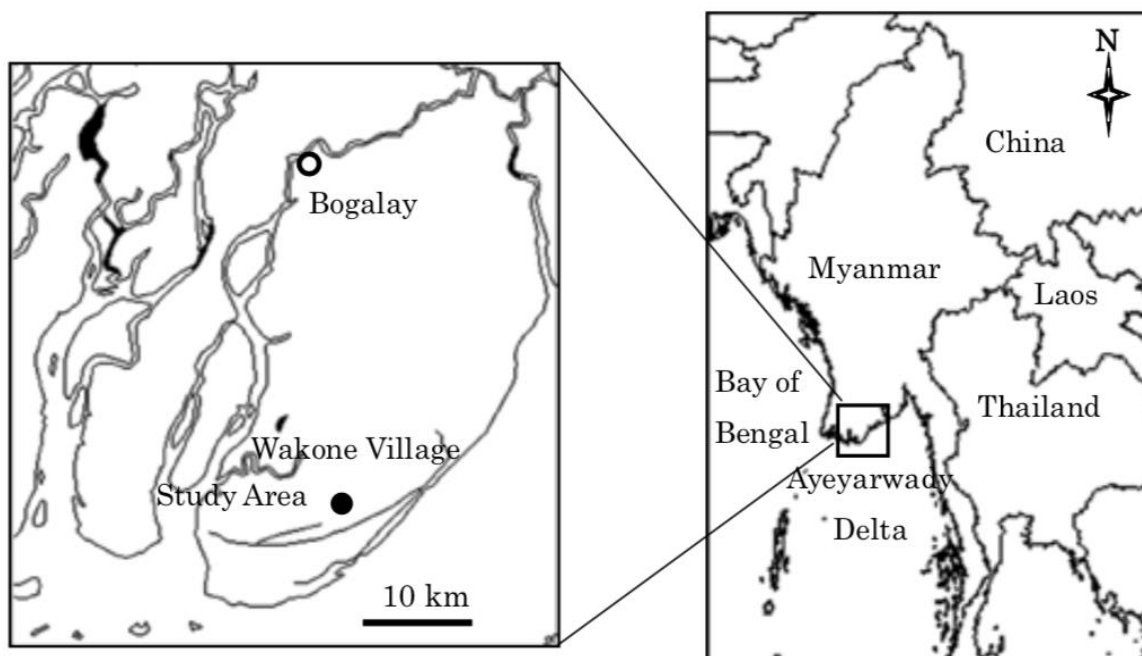 Bogalay
Wakone Village
Study Area
10 km
N
China
Myanmar
Laos
Bay of
Bengal
Thailand
Ayeyarwady
Delta